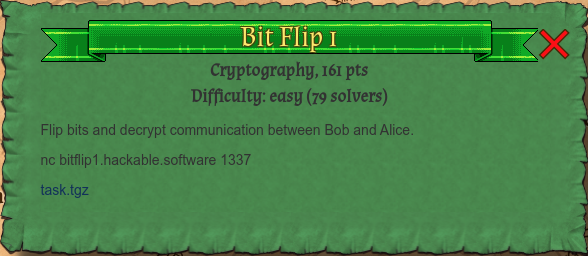 Bit Flip 1
Cryptography, 161 pts
Difficulty: easy (79 solvers)
Flip bits and decrypt communication between Bob and Alice.
nc bitflip1.hackable.software 1337
task.tgz